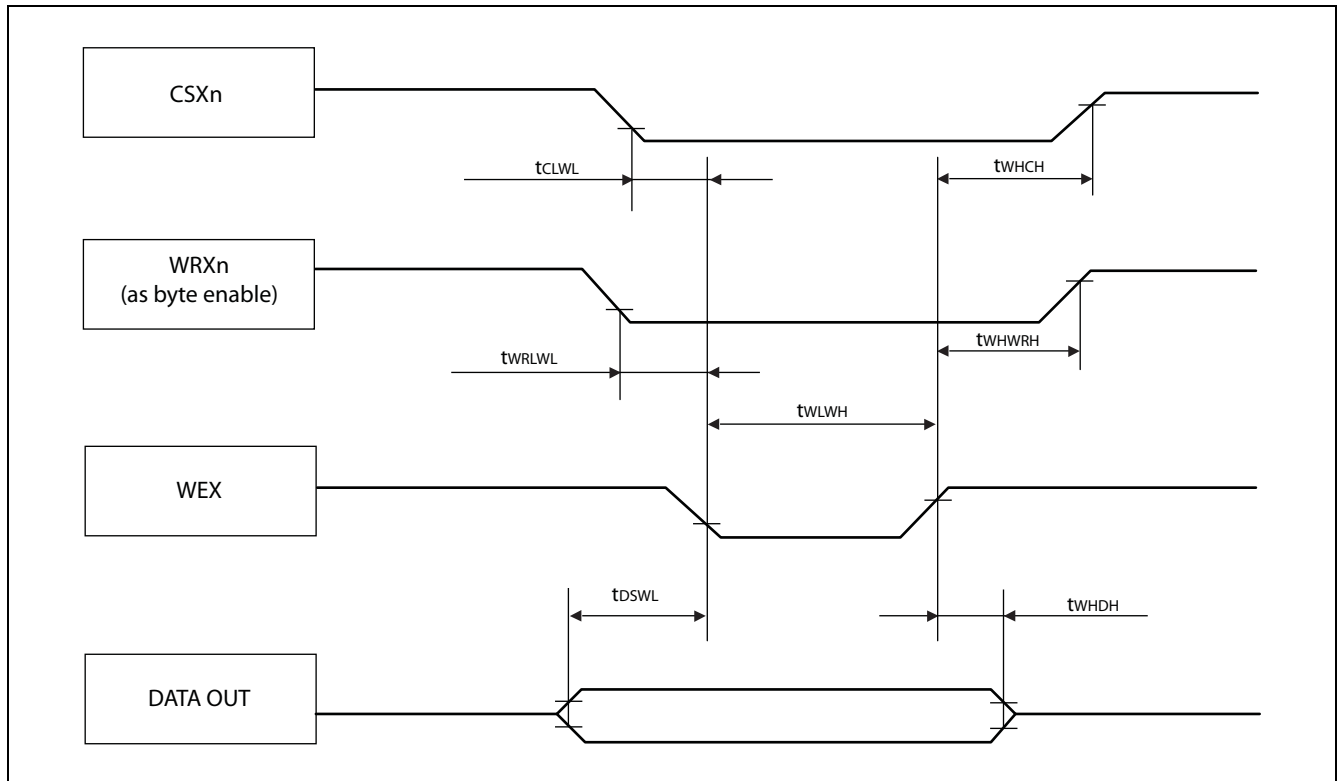 CSXn
tCLWL
tWHCH
WRXn
(as byte enable)
tWRLWL
tWHWRH
tWLWH
WEX
tDSWL
tWHDH
DATA OUT